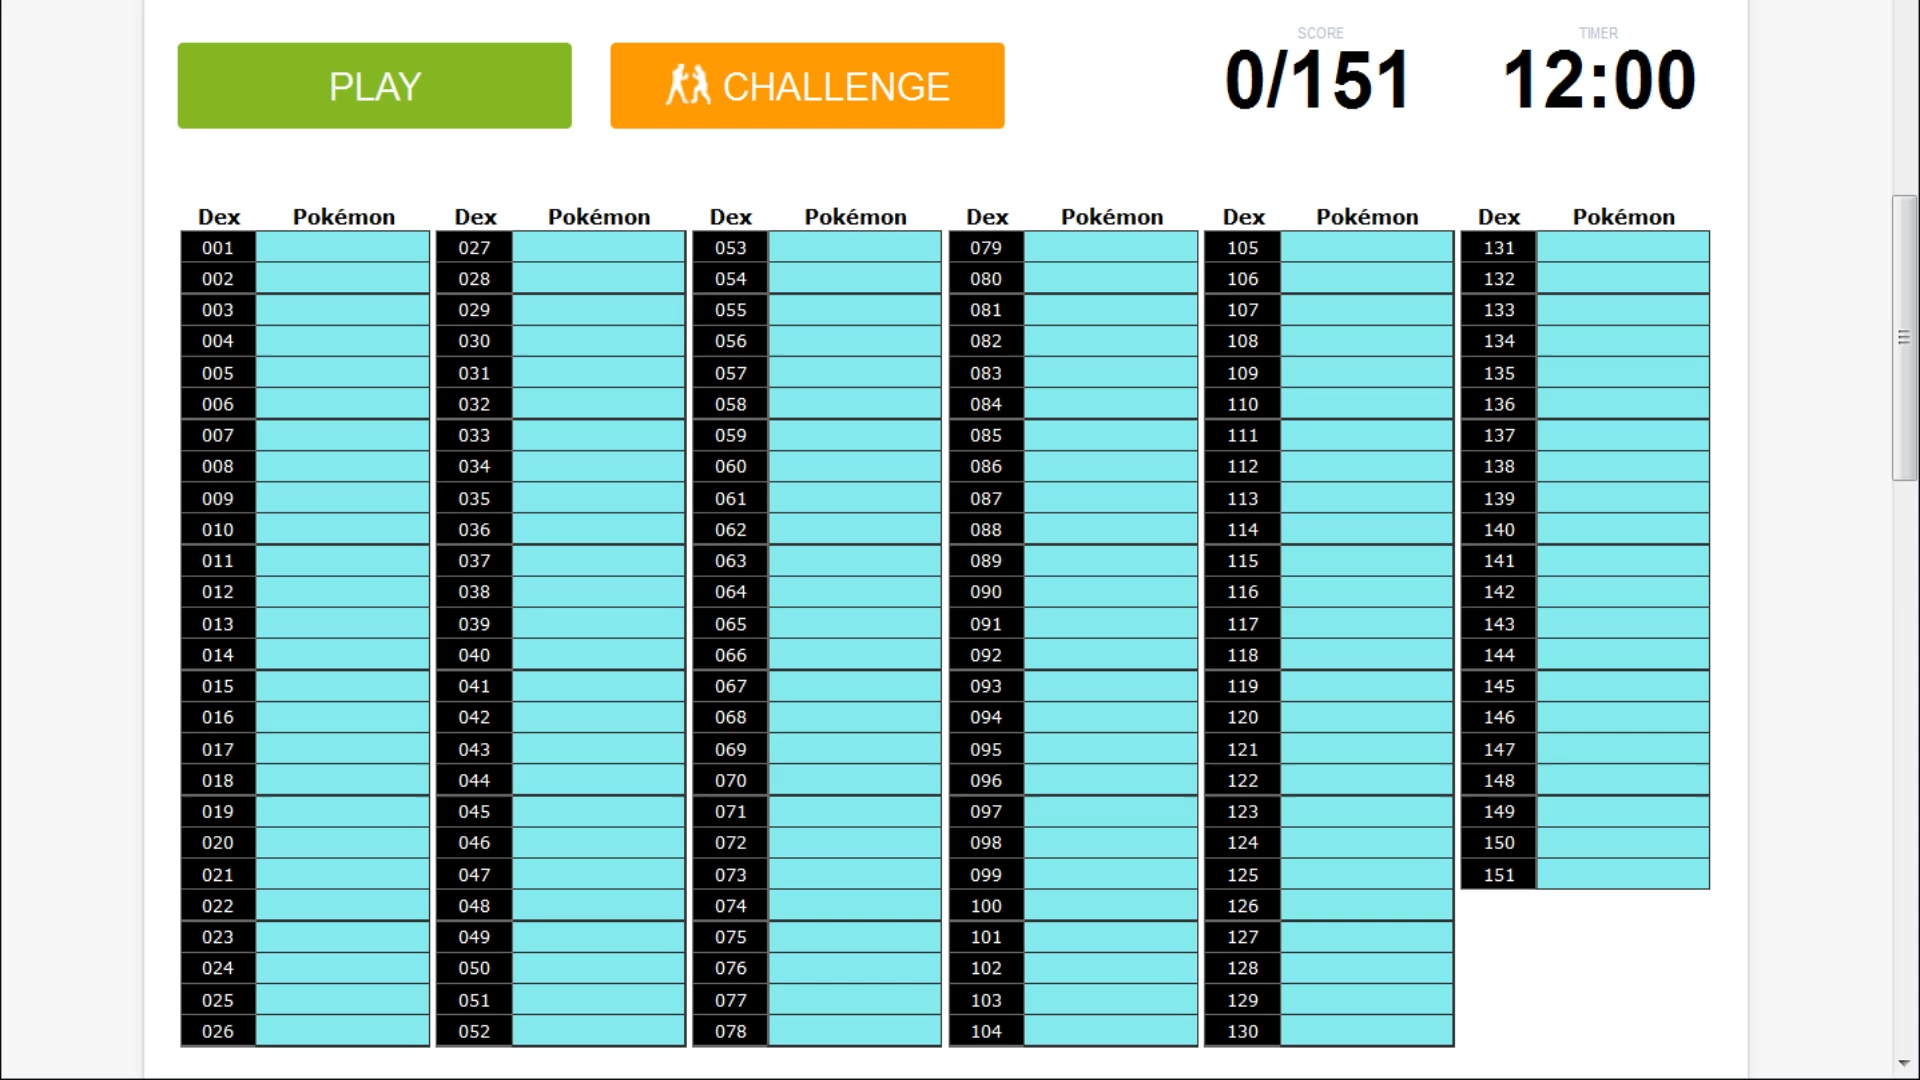 SCORE TIMER
PLAY CHALLENGE 0/151 12:00
Dex Pokémon Dex Pokémon Dex Pokémon Dex Pokémon Dex Pokémon Dex Pokémon
001 027 053 079 105 131
002 028 054 080 106 132
003 029 055 081 107 133
004 030 056 082 108 134
005 031 057 083 109 135
006 032 058 084 110 136
007 033 059 085 111 137
008 034 060 086 112 138
009 035 061 087 113 139
010 036 062 088 114 140
011 037 063 089 115 141
012 038 064 090 116 142
013 039 065 091 117 143
014 040 066 092 118 144
015 041 067 093 119 145
016 042 068 094 120 146
017 043 069 095 121 147
018 044 070 096 122 148
019 045 071 097 123 149
020 046 072 098 124 150
021 047 073 099 125 151
022 048 074 100 126
023 049 075 101 127
024 050 076 102 128
025 051 077 103 129
026 052 078 104 130